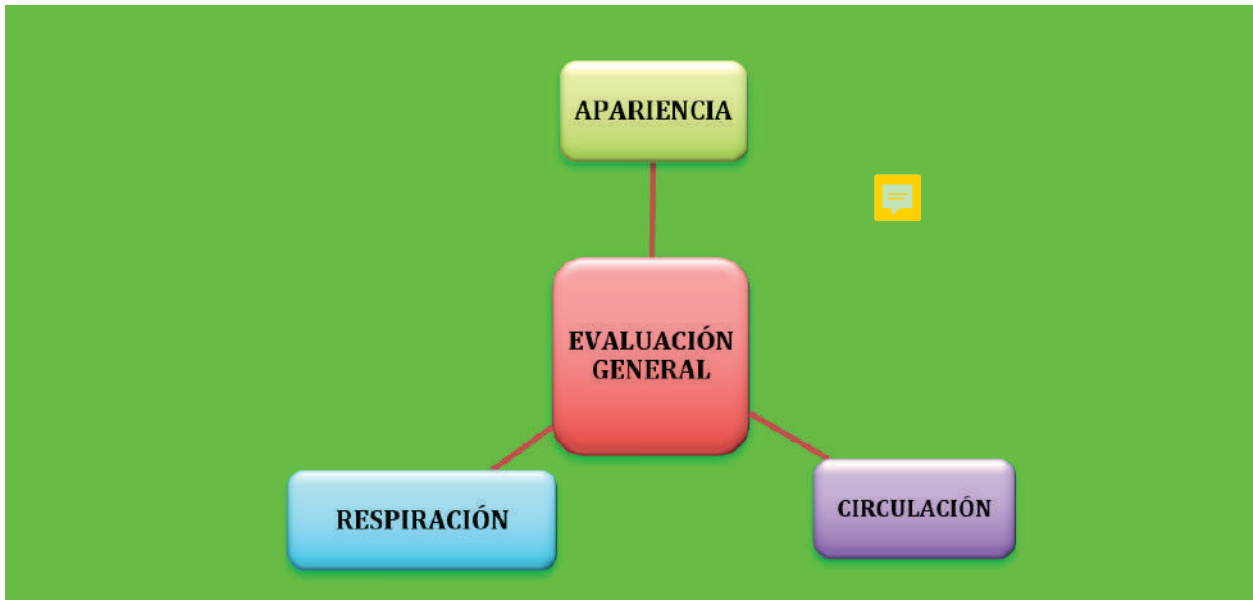 APARIENCIA
EVALUACIÓN
GENERAL
RESPIRACIÓN
CIRCULACIÓN